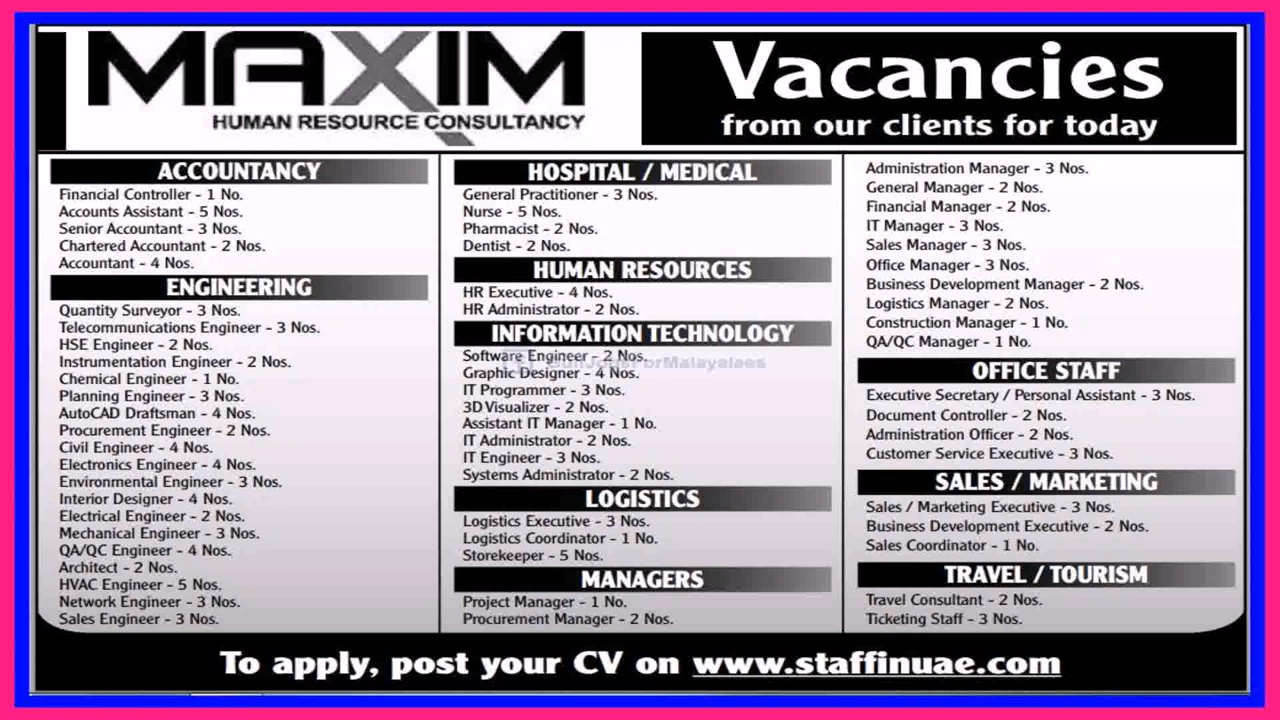 MAXIM
HUMAN RESOURCE CONSULTANCY
Vacancies
from our clients for today
ACCOUNTANCY
Financial Controller - 1 No.
Accounts Assistant - 5 Nos.
Senior Accountant - 3 Nos.
Chartered Accountant - 2 Nos.
Accountant - 4 Nos.
ENGINEERING
Quantity Surveyor - 3 Nos.
Telecommunications Engineer - 3 Nos.
HSE Engineer - 2 Nos.
Instrumentation Engineer - 2 Nos.
Chemical Engineer - 1 No.
Planning Engineer - 3 Nos.
AutoCAD Draftsman - 4 Nos.
Procurement Engineer - 2 Nos.
Civil Engineer - 4 Nos.
Electronics Engineer - 4 Nos.
Environmental Engineer - 3 Nos.
Interior Designer - 4 Nos.
Electrical Engineer - 2 Nos.
Mechanical Engineer - 3 Nos.
QA/QC Engineer - 4 Nos.
Architect - 2 Nos.
HVAC Engineer - 5 Nos.
Network Engineer - 3 Nos.
Sales Engineer - 3 Nos.
HOSPITAL / MEDICAL
General Practitioner - 3 Nos.
Nurse - 5 Nos.
Pharmacist - 2 Nos.
Dentist - 2 Nos.
HUMAN RESOURCES
HR Executive - 4 Nos.
HR Administrator - 2 Nos.
INFORMATION TECHNOLOGY
Software Engineer - 2 Nos.
GulfJobsForMalayalees
Graphic Designer - 4 Nos.
IT Programmer - 3 Nos.
3D Visualizer - 2 Nos.
Assistant IT Manager - 1 No.
IT Administrator - 2 Nos.
IT Engineer - 3 Nos.
Systems Administrator - 2 Nos.
LOGISTICS
Logistics Executive - 3 Nos.
Logistics Coordinator - 1 No.
Storekeeper - 5 Nos.
MANAGERS
Project Manager - 1 No.
Procurement Manager - 2 Nos.
Administration Manager - 3 Nos.
General Manager - 2 Nos.
Financial Manager - 2 Nos.
IT Manager - 3 Nos.
Sales Manager - 3 Nos.
Office Manager - 3 Nos.
Business Development Manager - 2 Nos.
Logistics Manager - 2 Nos.
Construction Manager - 1 No.
QA/QC Manager - 1 No.
OFFICE STAFF
Executive Secretary / Personal Assistant - 3 Nos.
Document Controller - 2 Nos.
Administration Officer - 2 Nos.
Customer Service Executive - 3 Nos.
SALES / MARKETING
Sales / Marketing Executive - 3 Nos.
Business Development Executive - 2 Nos.
Sales Coordinator - 1 No.
TRAVEL / TOURISM
Travel Consultant - 2 Nos.
Ticketing Staff - 3 Nos.
To apply, post your CV on www.staffinuae.com